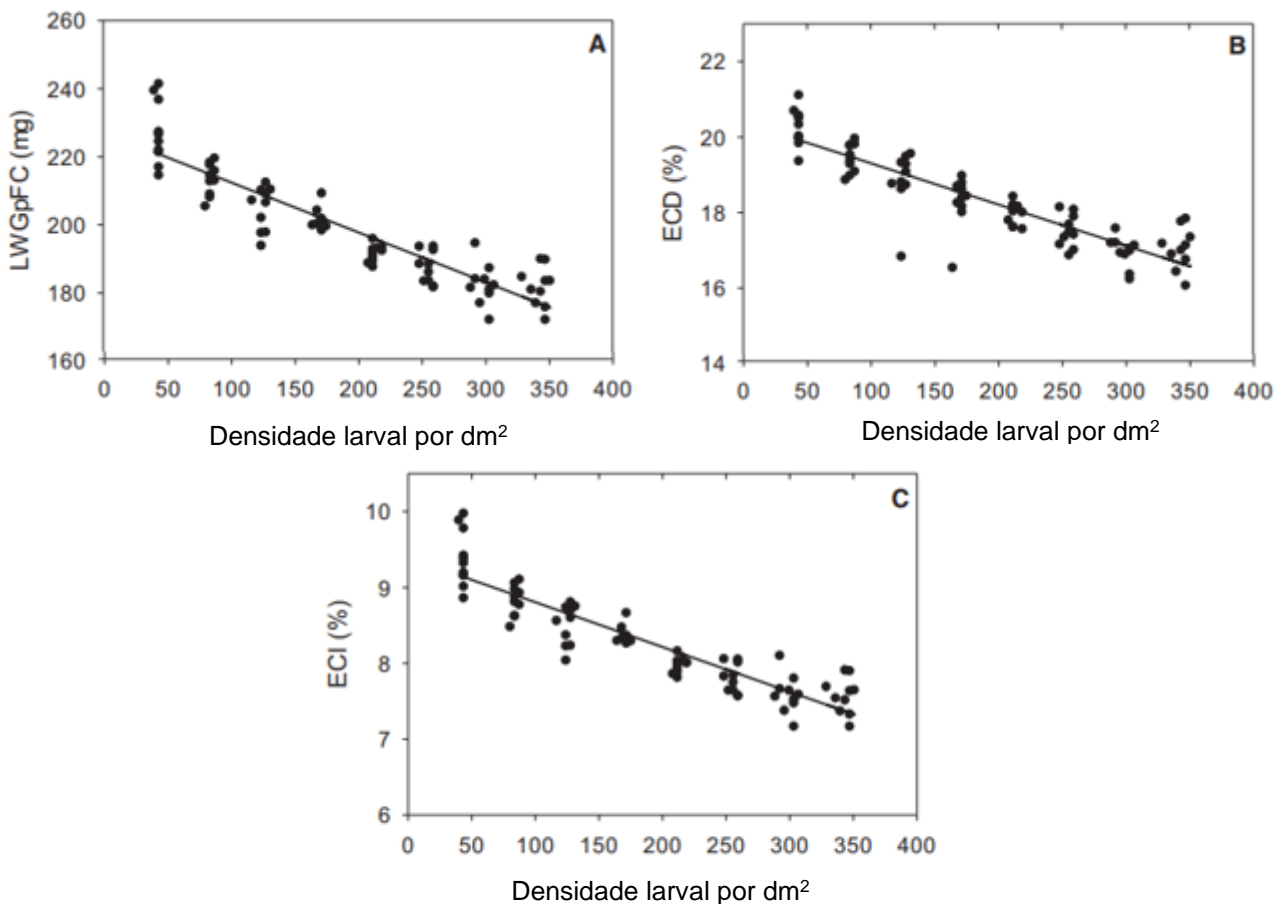 A
LWGpFC (mg)
260
240
220
200
180
160
0 50 100 150 200 250 300 350 400
Densidade larval por dm²
B
ECD (%)
22
20
18
16
14
0 50 100 150 200 250 300 350 400
Densidade larval por dm²
C
ECI (%)
10
9
8
7
6
0 50 100 150 200 250 300 350 400
Densidade larval por dm²